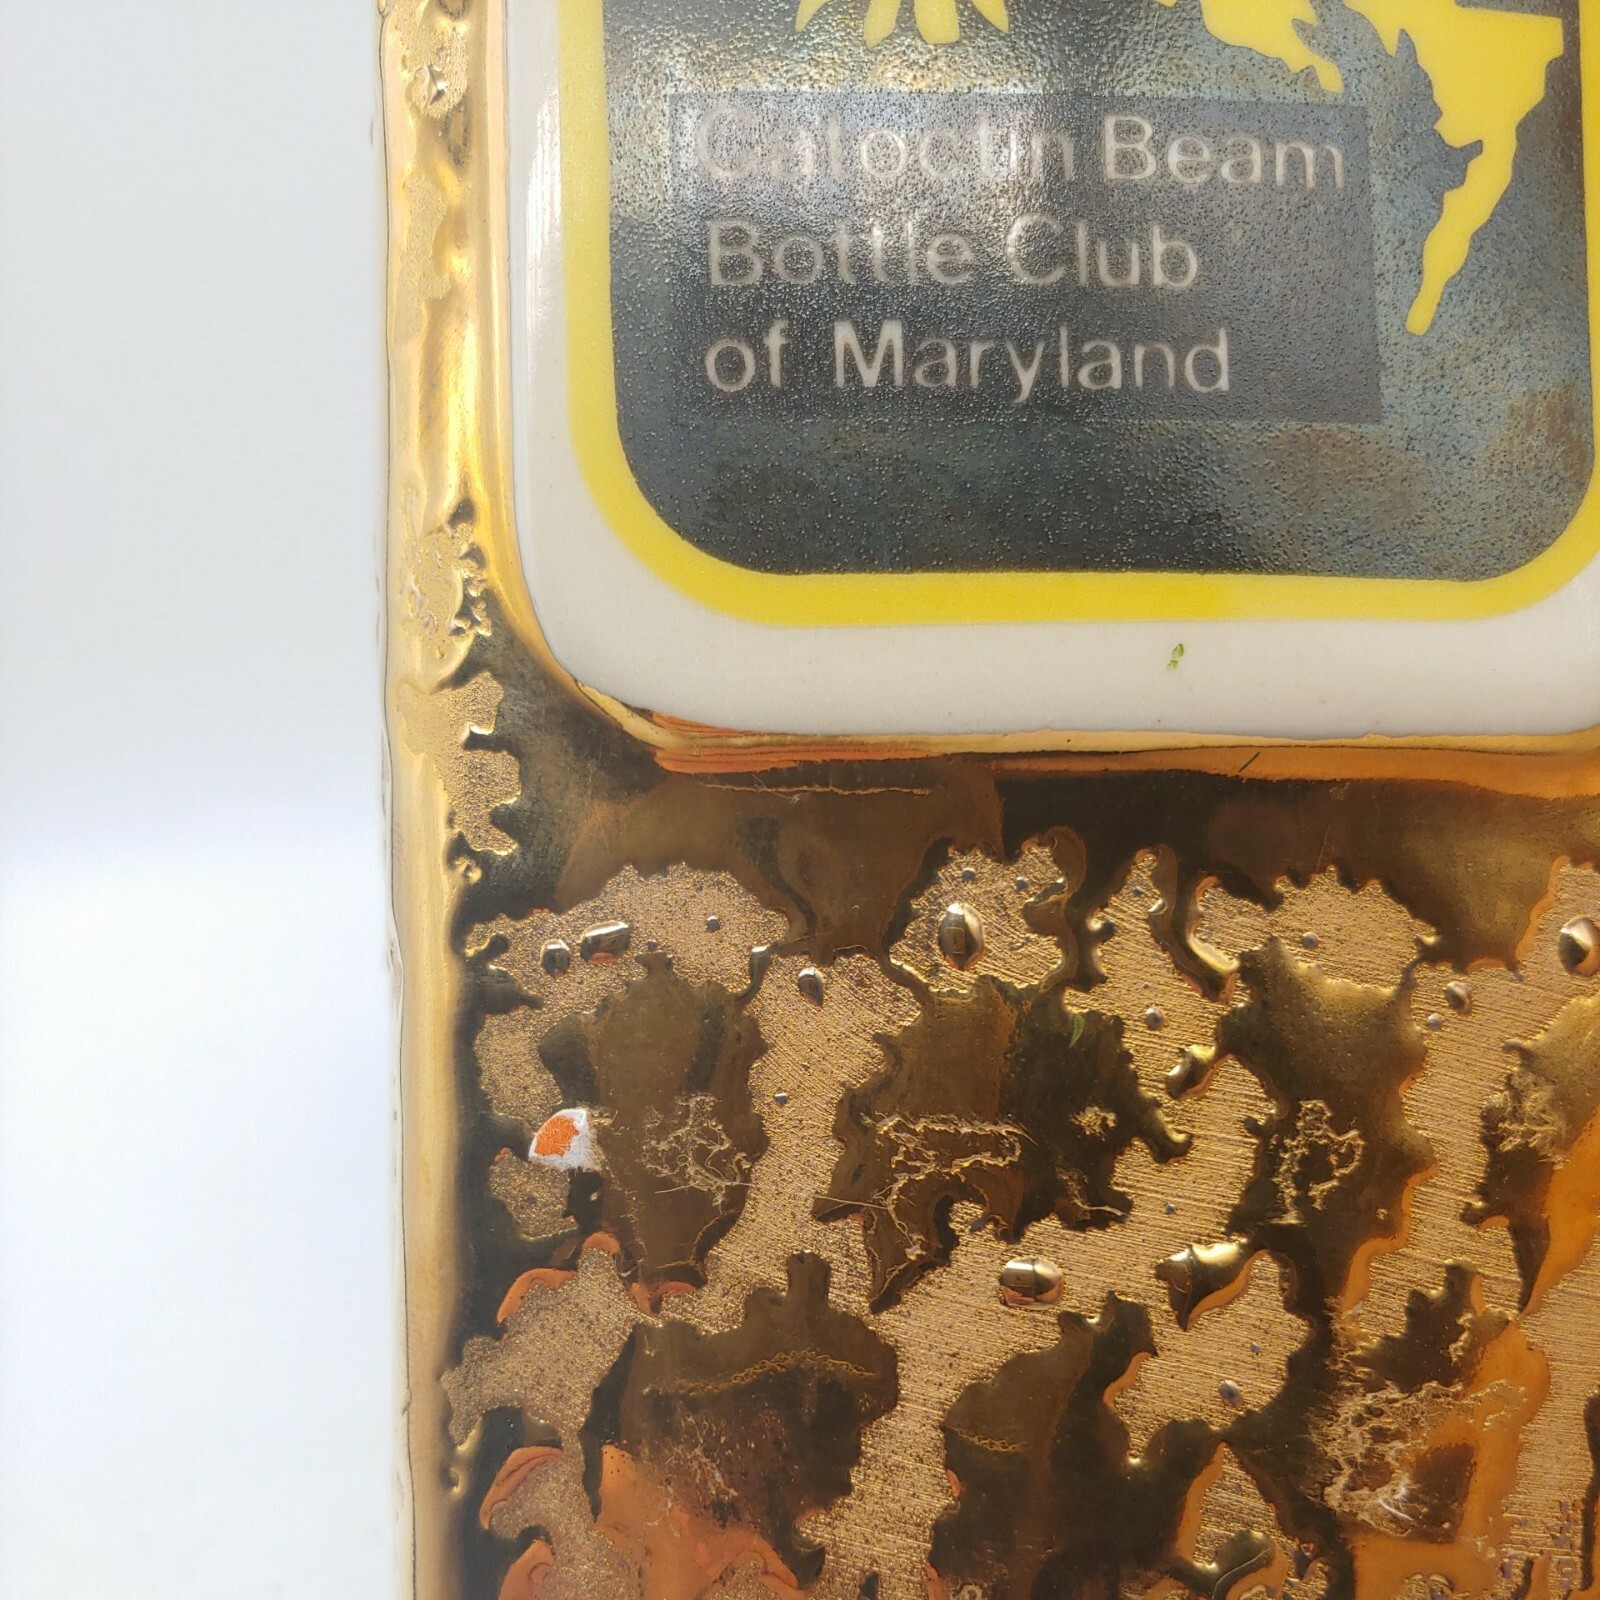 Catoctin Beam
Bottle Club
of Maryland